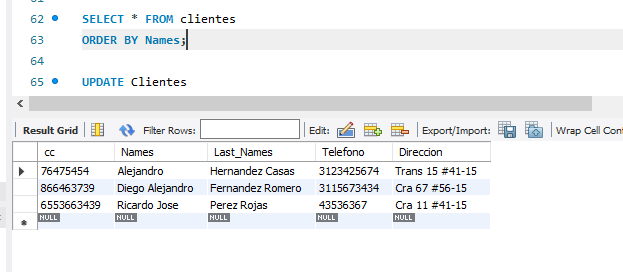 62 SELECT * FROM clientes
63 ORDER BY Names;
64
65 UPDATE Clientes
Result Grid Filter Rows: Edit: Export/Import: Wrap Cell Cont
cc Names Last_Names Telefono Direccion
76475454 Alejandro Hernandez Casas 3123425674 Trans 15 #41-15
866463739 Diego Alejandro Fernandez Romero 3115673434 Cra 67 #56-15
6553663439 Ricardo Jose Perez Rojas 43536367 Cra 11 #41-15
NULL NULL NULL NULL NULL